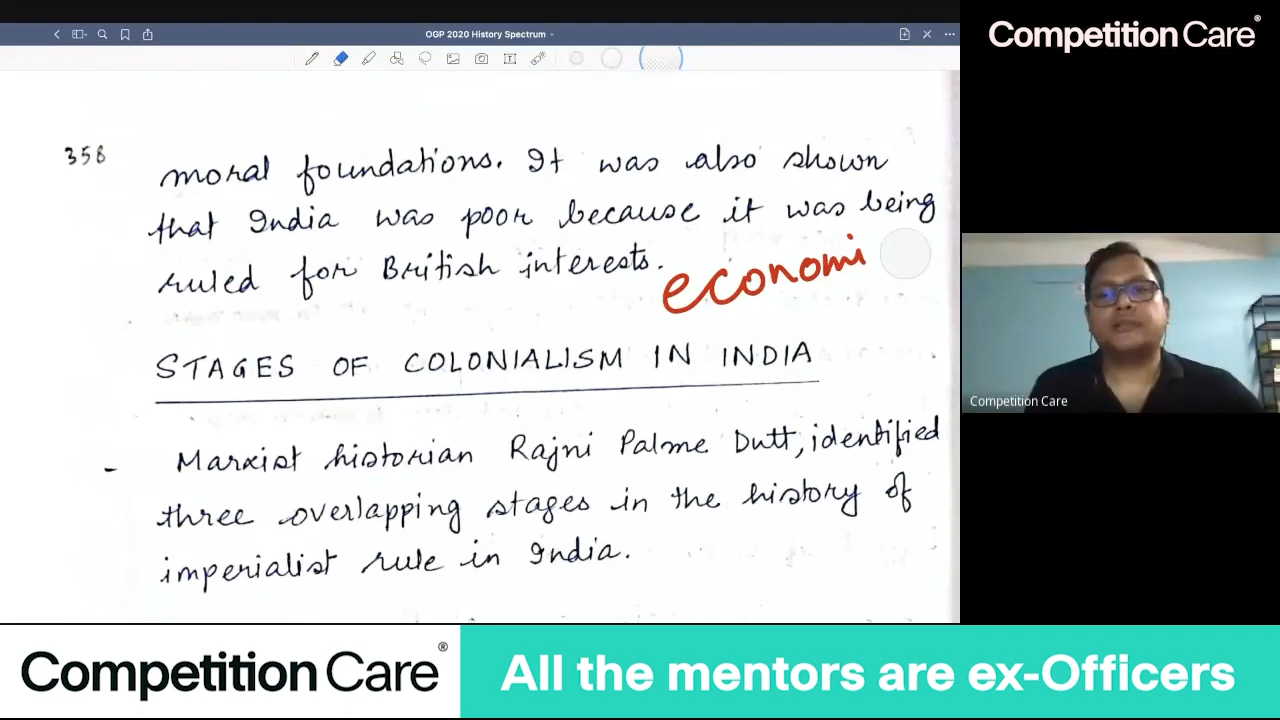 OGP 2020 History Spectrum
Competition Care®
358
moral foundations. It was also shown
that India was poor because it was being
ruled for British interests.
economi
STAGES OF COLONIALISM IN INDIA
- Marxist historian Rajni Palme Dutt, identified
three overlapping stages in the history of
imperialist rule in India.
Competition Care
Competition Care®
All the mentors are ex-Officers